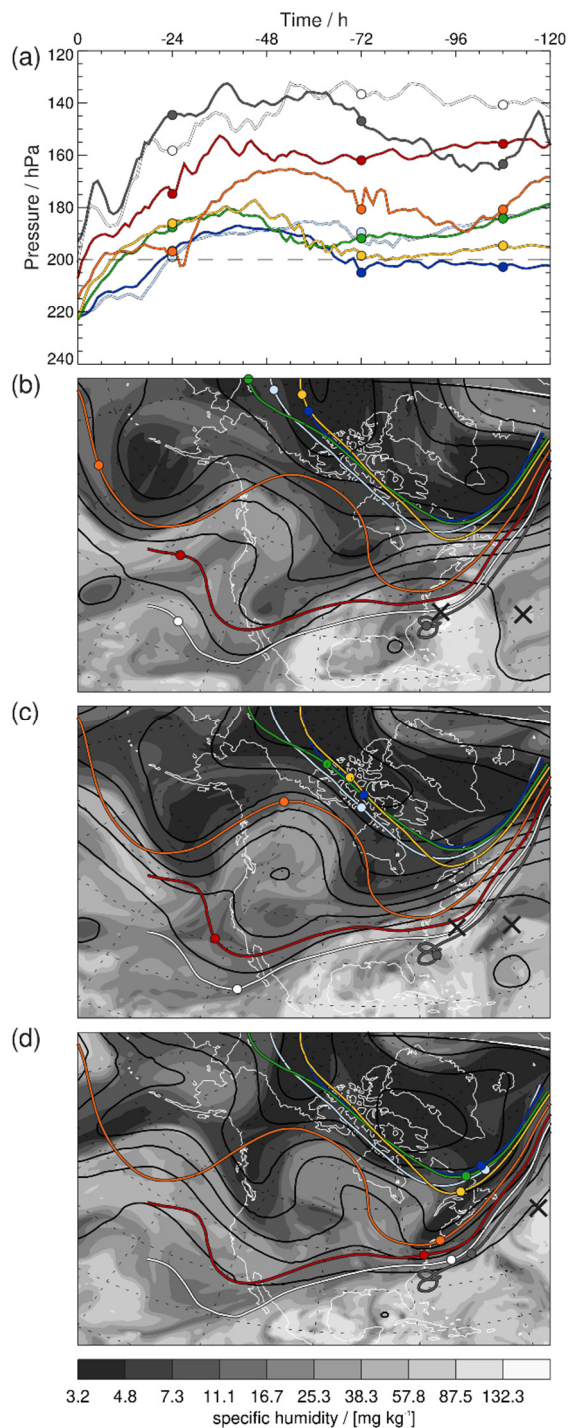 Time / h
(a)
0 -24 -48 -72 -96 -120
120
140
160
180
200
220
240
Pressure / hPa
(b)
(c)
(d)
3.2 4.8 7.3 11.1 16.7 25.3 38.3 57.8 87.5 132.3
specific humidity / [mg kg⁻¹]